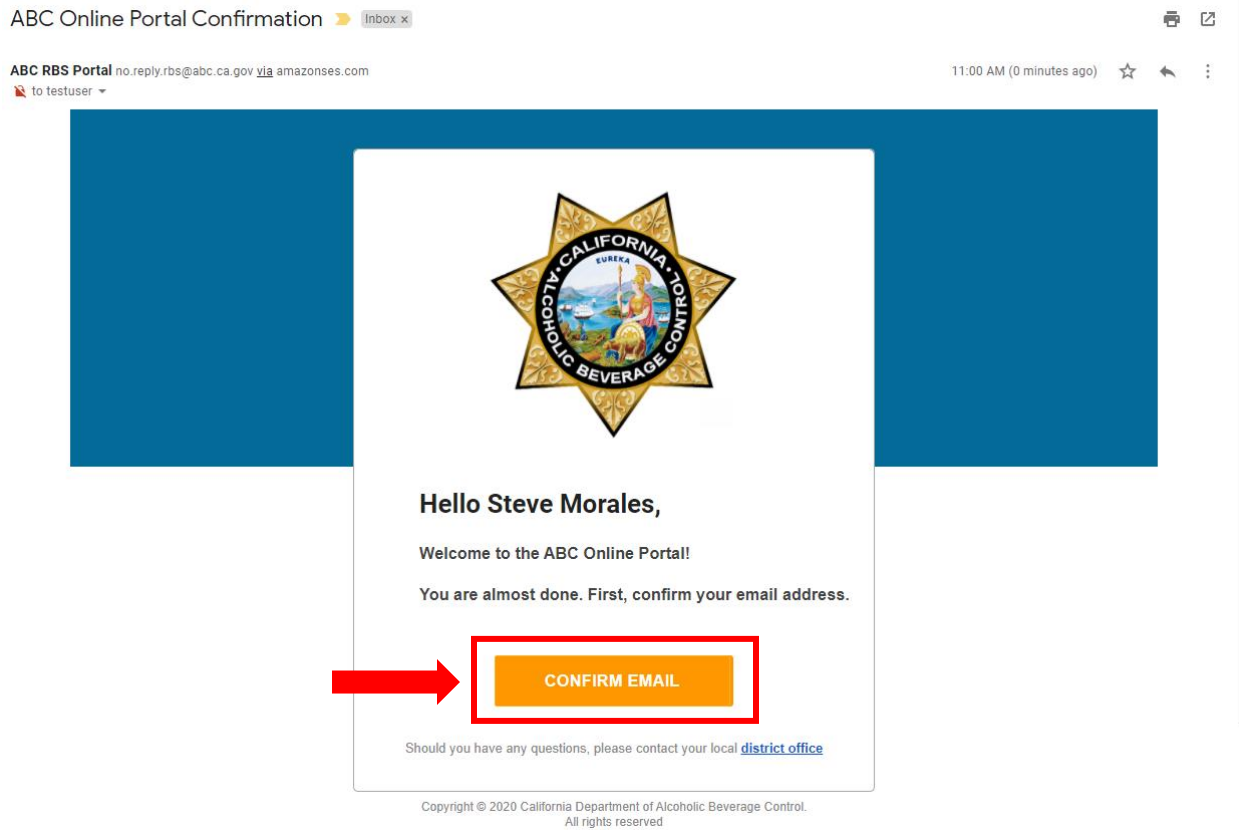 ABC Online Portal Confirmation Inbox x
ABC RBS Portal no.reply.rbs@abc.ca.gov via amazonses.com 11:00 AM (0 minutes ago)
to testuser
CALIFORNIA
EUREKA
ALCOHOLIC BEVERAGE CONTROL
Hello Steve Morales,
Welcome to the ABC Online Portal!
You are almost done. First, confirm your email address.
CONFIRM EMAIL
Should you have any questions, please contact your local district office
Copyright © 2020 California Department of Alcoholic Beverage Control.
All rights reserved